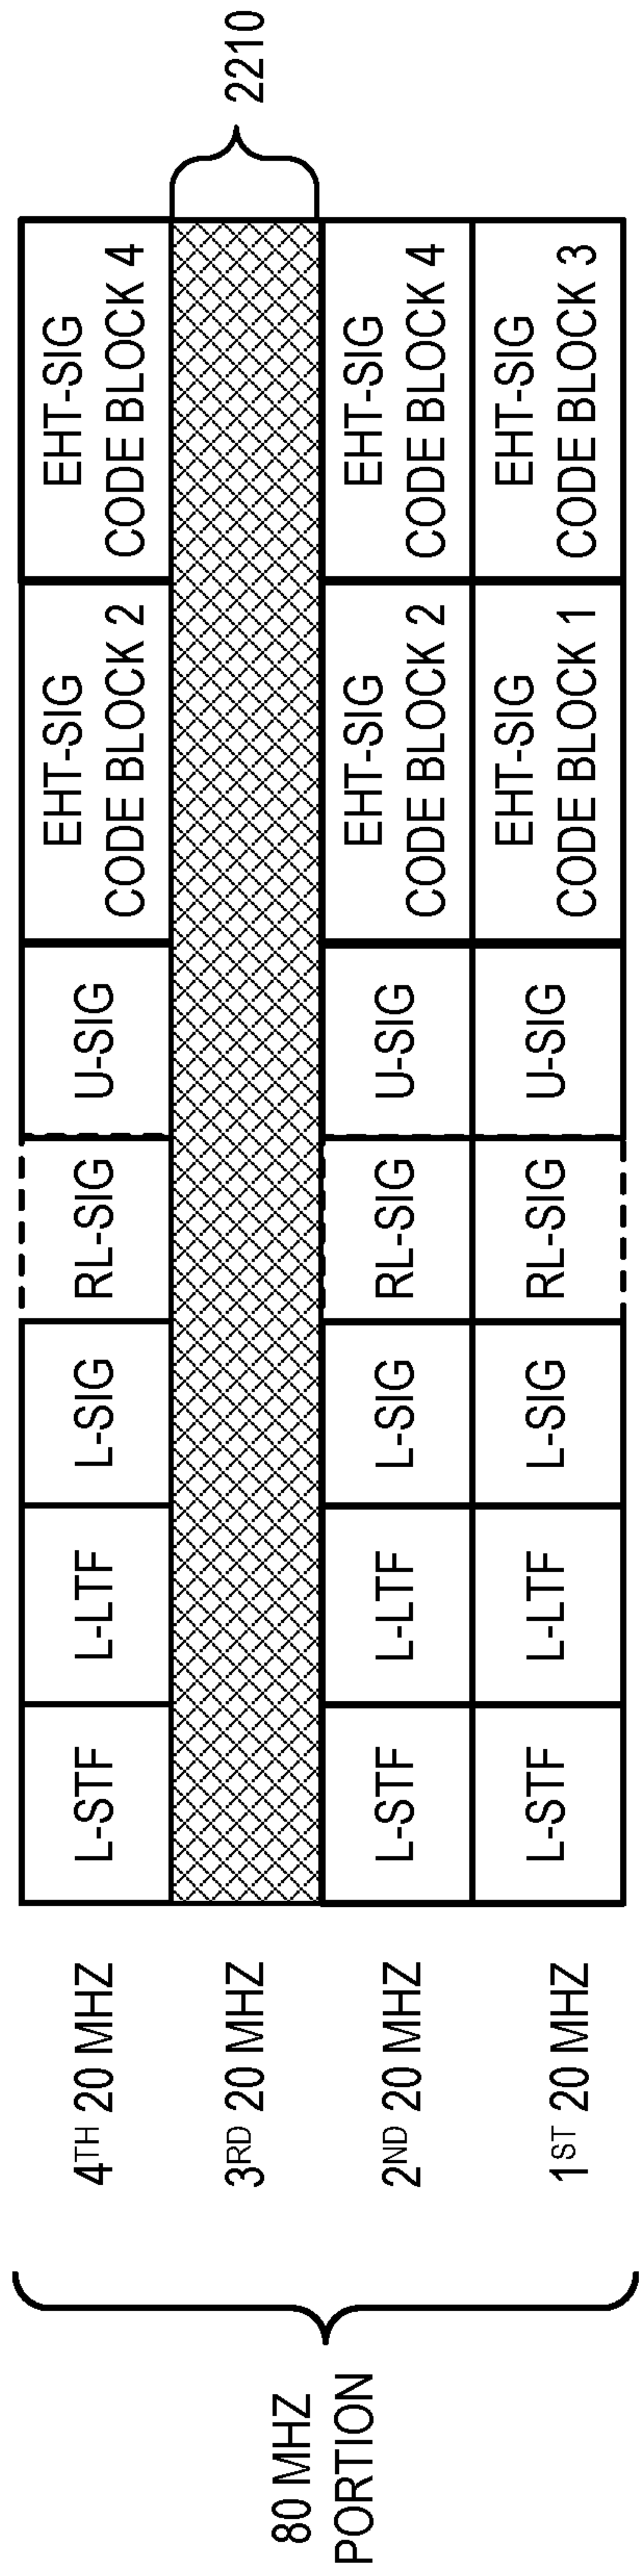 80 MHZ
PORTION
4TH 20 MHZ
L-STF
L-LTF
L-SIG
RL-SIG
U-SIG
EHT-SIG
CODE BLOCK 2
EHT-SIG
CODE BLOCK 4
3RD 20 MHZ
2210
2ND 20 MHZ
L-STF
L-LTF
L-SIG
RL-SIG
U-SIG
EHT-SIG
CODE BLOCK 2
EHT-SIG
CODE BLOCK 4
1ST 20 MHZ
L-STF
L-LTF
L-SIG
RL-SIG
U-SIG
EHT-SIG
CODE BLOCK 1
EHT-SIG
CODE BLOCK 3